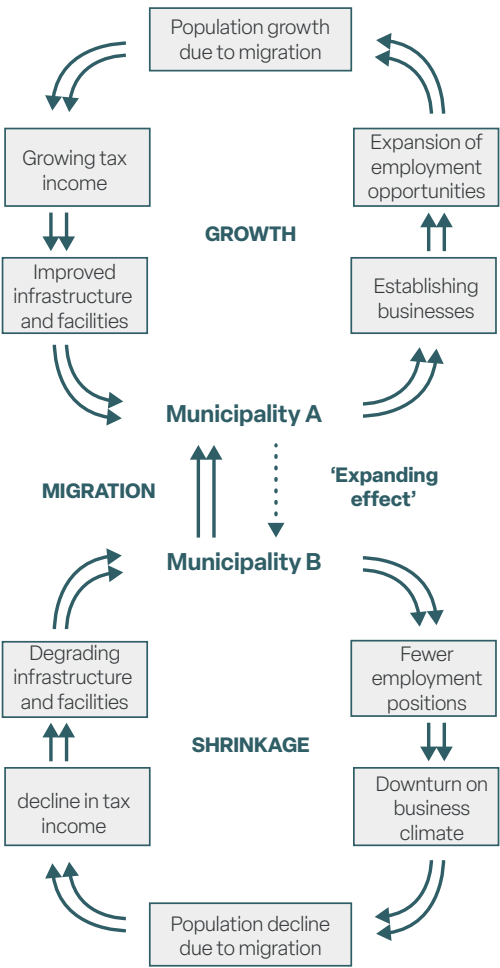 Population growth
due to migration
Growing tax
income
Expansion of
employment
opportunities
GROWTH
Improved
infrastructure
and facilities
Establishing
businesses
Municipality A
MIGRATION
‘Expanding
effect’
Municipality B
Degrading
infrastructure
and facilities
Fewer
employment
positions
SHRINKAGE
decline in tax
income
Downturn on
business
climate
Population decline
due to migration